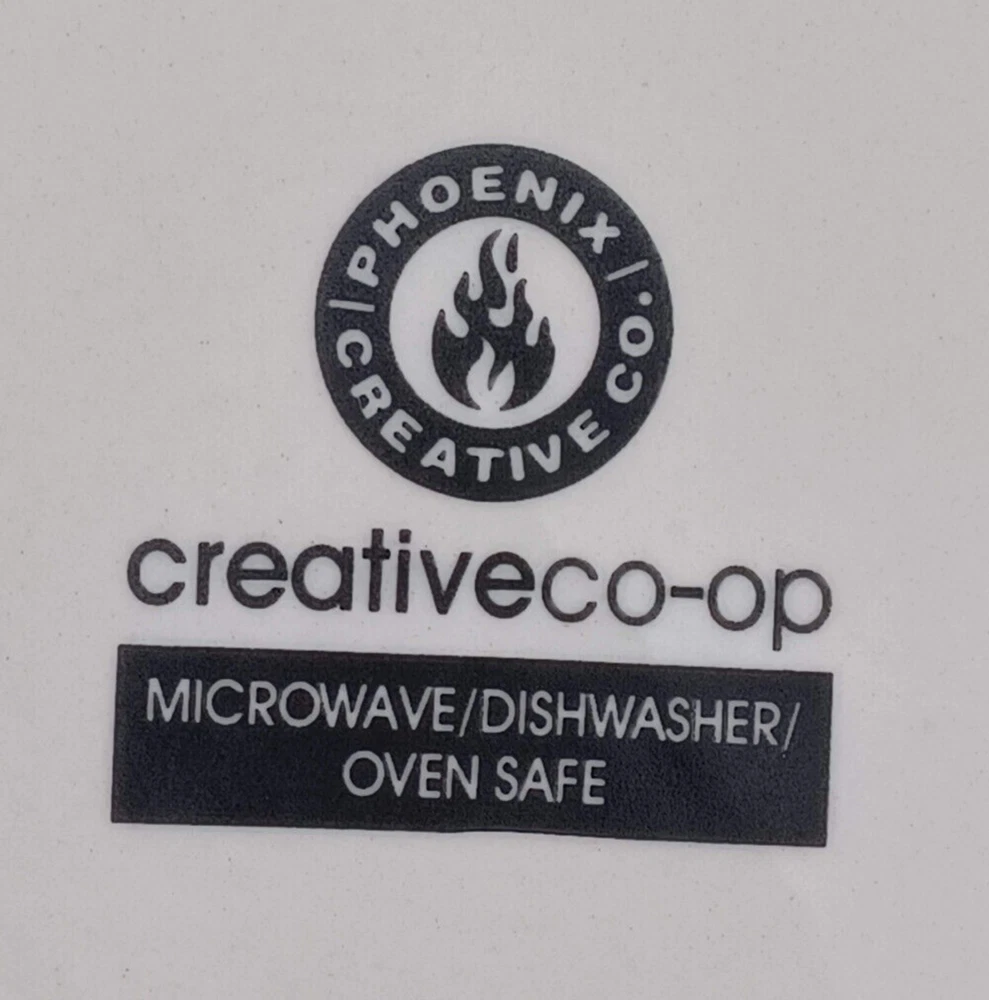 PHOENIX
CREATIVE CO.
creativeco-op
MICROWAVE/DISHWASHER/
OVEN SAFE